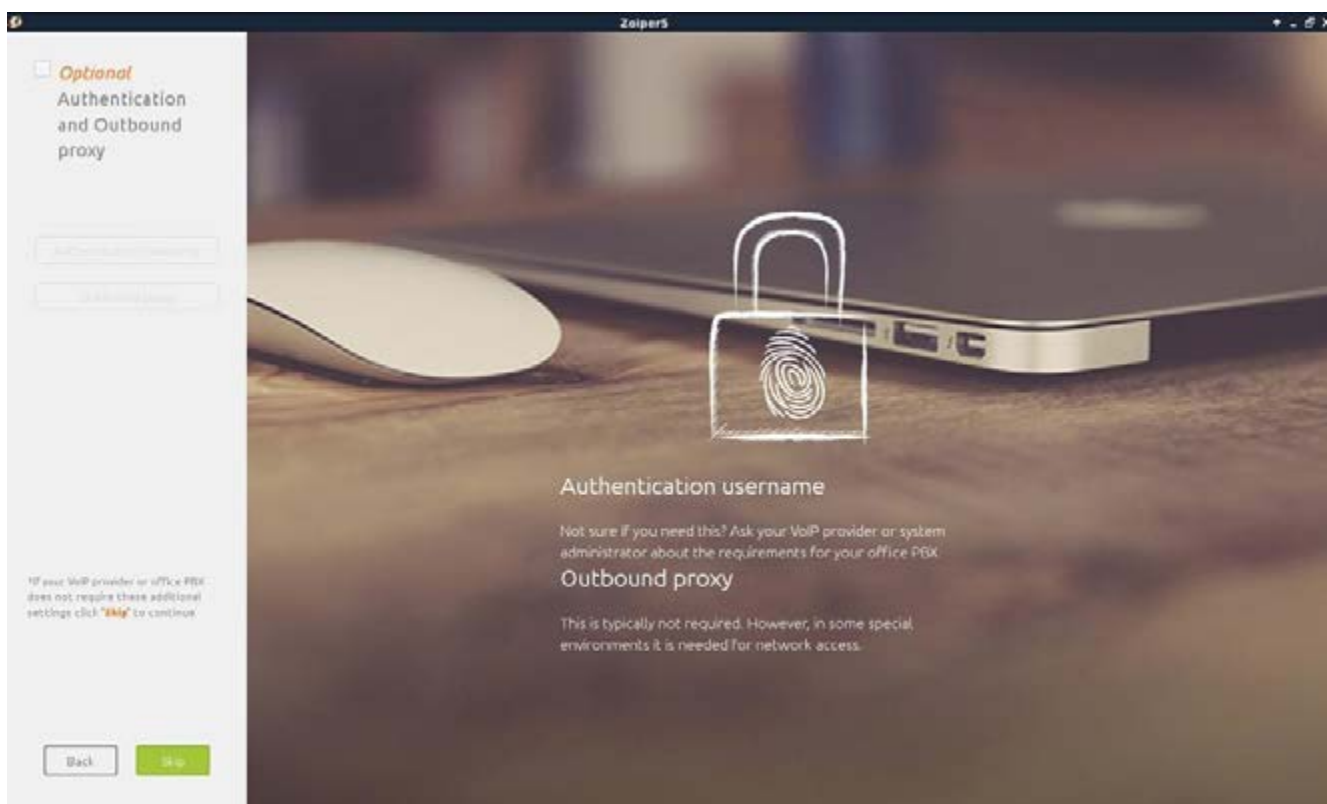 Zoiper5
Optional
Authentication
and Outbound
proxy
Authentication username
Not sure if you need this? Ask your VoIP provider or system
administrator about the requirements for your office PBX
Outbound proxy
This is typically not required. However, in some special
environments it is needed for network access.
*If your VoIP provider or office PBX
does not require these additional
settings click "Skip" to continue
Back
Skip